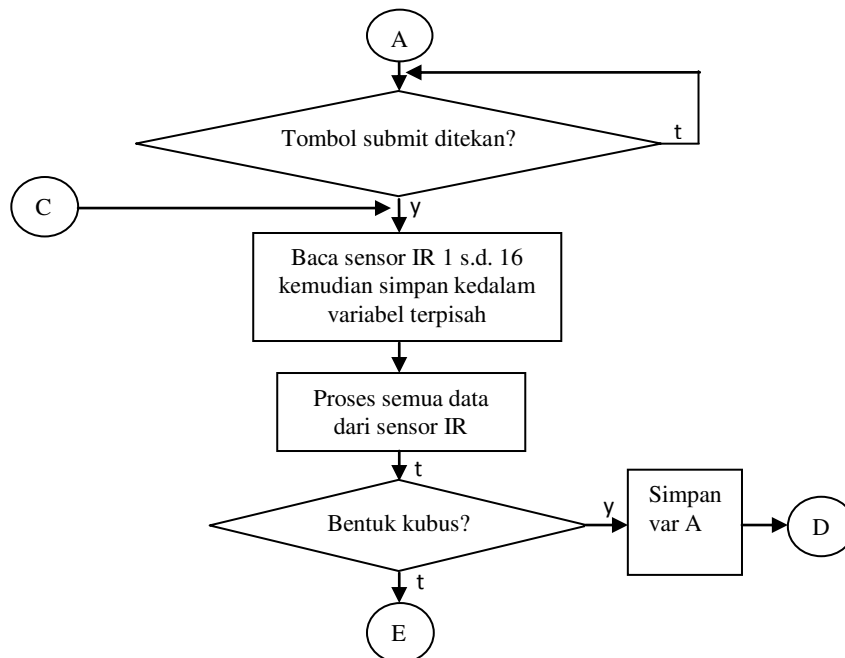 A
Tombol submit ditekan?
t
C
y
Baca sensor IR 1 s.d. 16
kemudian simpan kedalam
variabel terpisah
Proses semua data
dari sensor IR
t
Bentuk kubus?
y
Simpan
var A
D
t
E